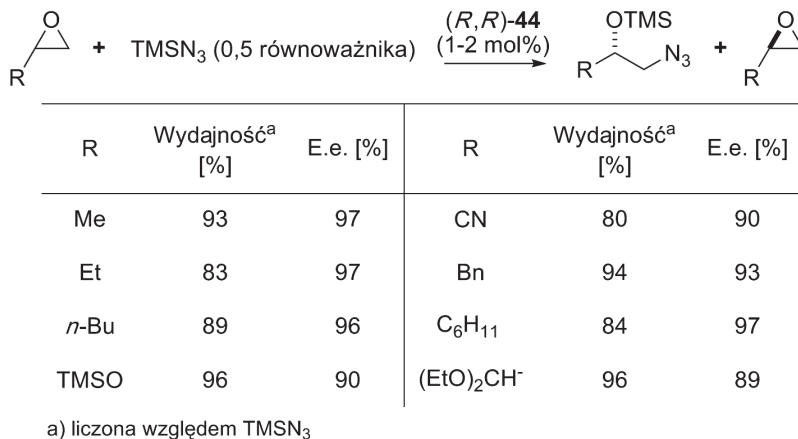 O
R
+ TMSN₃ (0,5 równoważnika)
(R,R)-44
(1-2 mol%)
OTMS
R
N₃
+
O
R
R Wydajnośćᵃ [%] E.e. [%] R Wydajnośćᵃ [%] E.e. [%]
Me 93 97 CN 80 90
Et 83 97 Bn 94 93
n-Bu 89 96 C₆H₁₁ 84 97
TMSO 96 90 (EtO)₂CH⁻ 96 89
a) liczona względem TMSN₃